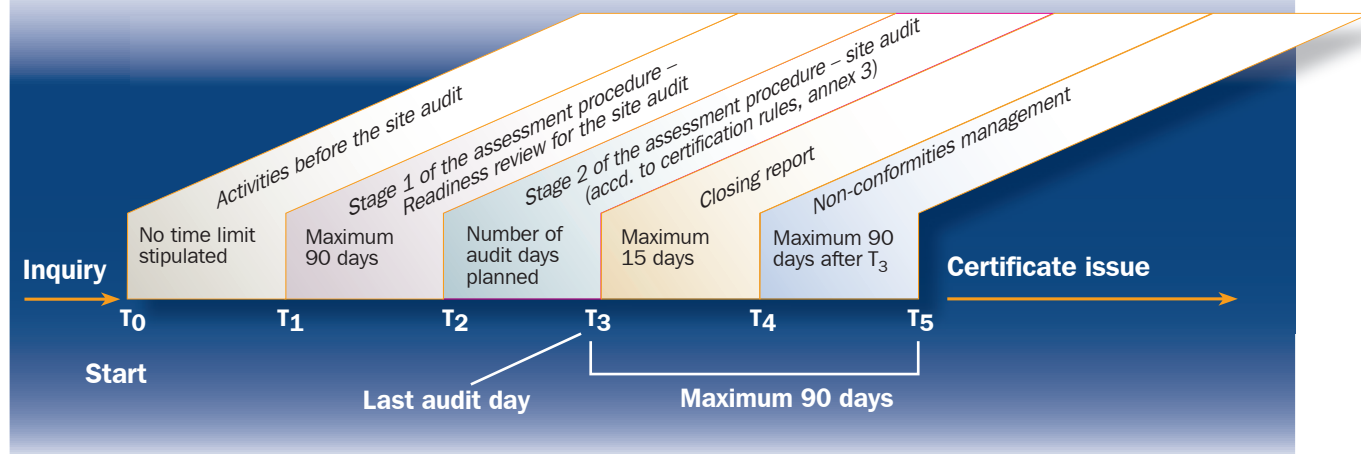 Activities before the site audit
Stage 1 of the assessment procedure –
Readiness review for the site audit
Stage 2 of the assessment procedure – site audit
(accd. to certification rules, annex 3)
Closing report
Non-conformities management
No time limit
stipulated
Maximum
90 days
Number of
audit days
planned
Maximum
15 days
Maximum 90
days after T3
Inquiry
Certificate issue
T0
T1
T2
T3
T4
T5
Start
Last audit day
Maximum 90 days